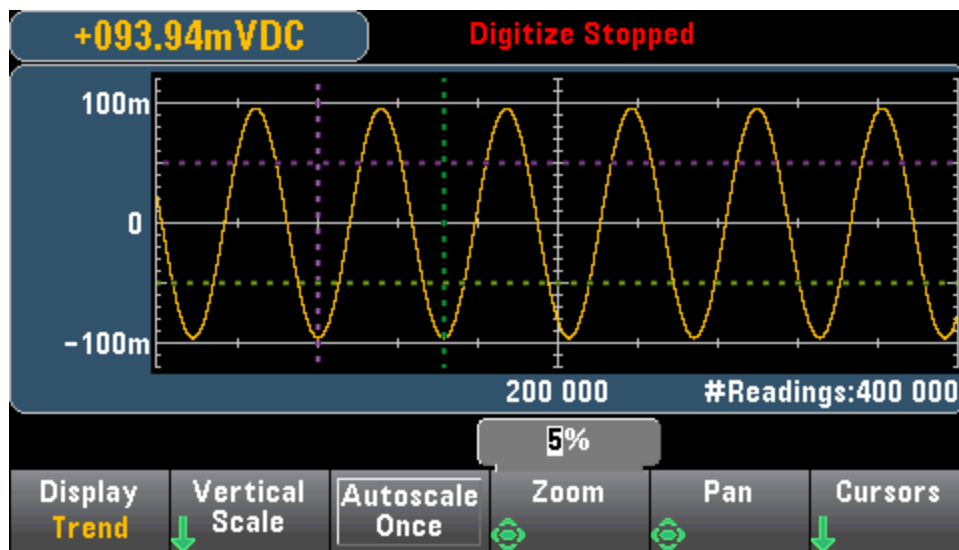 +093.94mVDC Digitize Stopped
100m
0
-100m
200 000 #Readings:400 000
5%
Display Vertical Autoscale Zoom Pan Cursors
Trend Scale Once